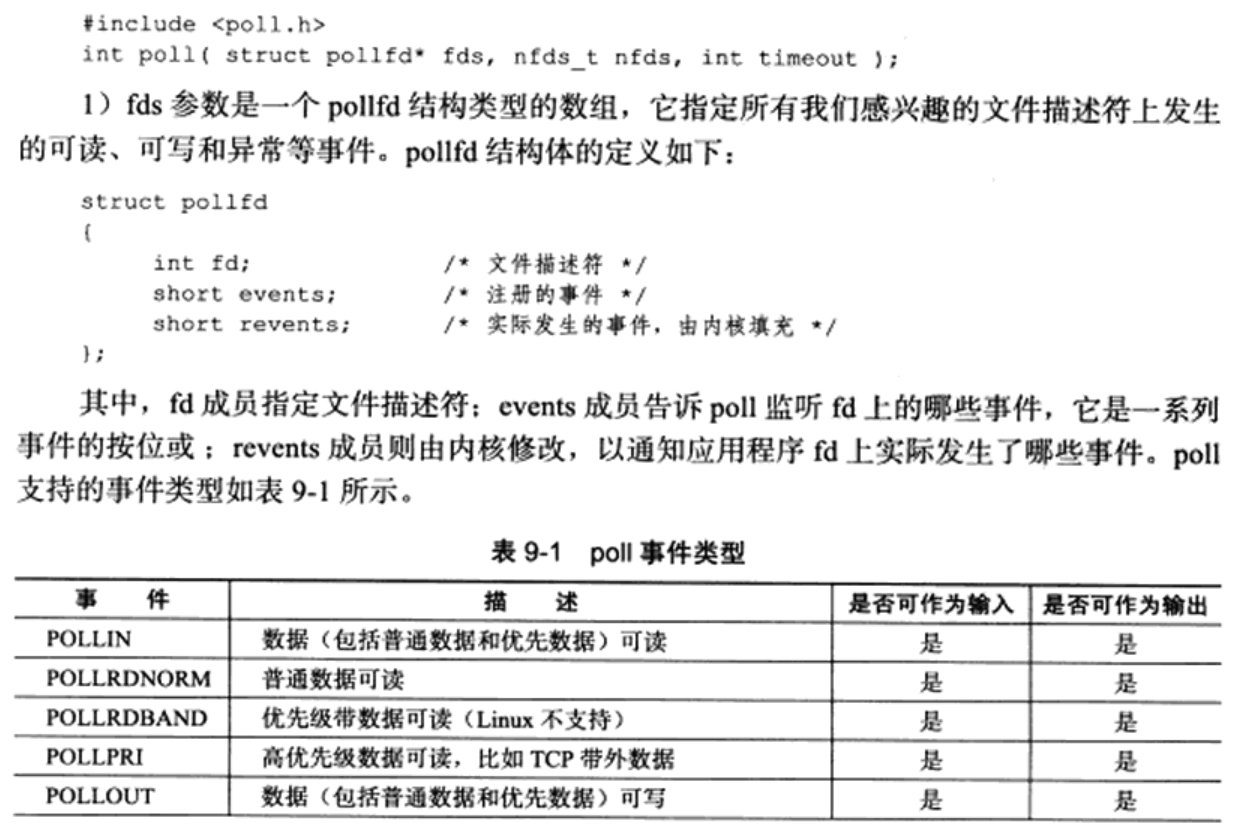 #include <poll.h>
int poll( struct pollfd* fds, nfds_t nfds, int timeout );
1）fds 参数是一个 pollfd 结构类型的数组，它指定所有我们感兴趣的文件描述符上发生
的可读、可写和异常等事件。pollfd 结构体的定义如下：
struct pollfd
{
int fd; /* 文件描述符 */
short events; /* 注册的事件 */
short revents; /* 实际发生的事件，由内核填充 */
};
其中，fd 成员指定文件描述符；events 成员告诉 poll 监听 fd 上的哪些事件，它是一系列
事件的按位或；revents 成员则由内核修改，以通知应用程序 fd 上实际发生了哪些事件。poll
支持的事件类型如表 9-1 所示。
表 9-1 poll 事件类型
事 件 描 述 是否可作为输入 是否可作为输出
POLLIN 数据（包括普通数据和优先数据）可读 是 是
POLLRDNORM 普通数据可读 是 是
POLLRDBAND 优先级带数据可读（Linux 不支持） 是 是
POLLPRI 高优先级数据可读，比如 TCP 带外数据 是 是
POLLOUT 数据（包括普通数据和优先数据）可写 是 是